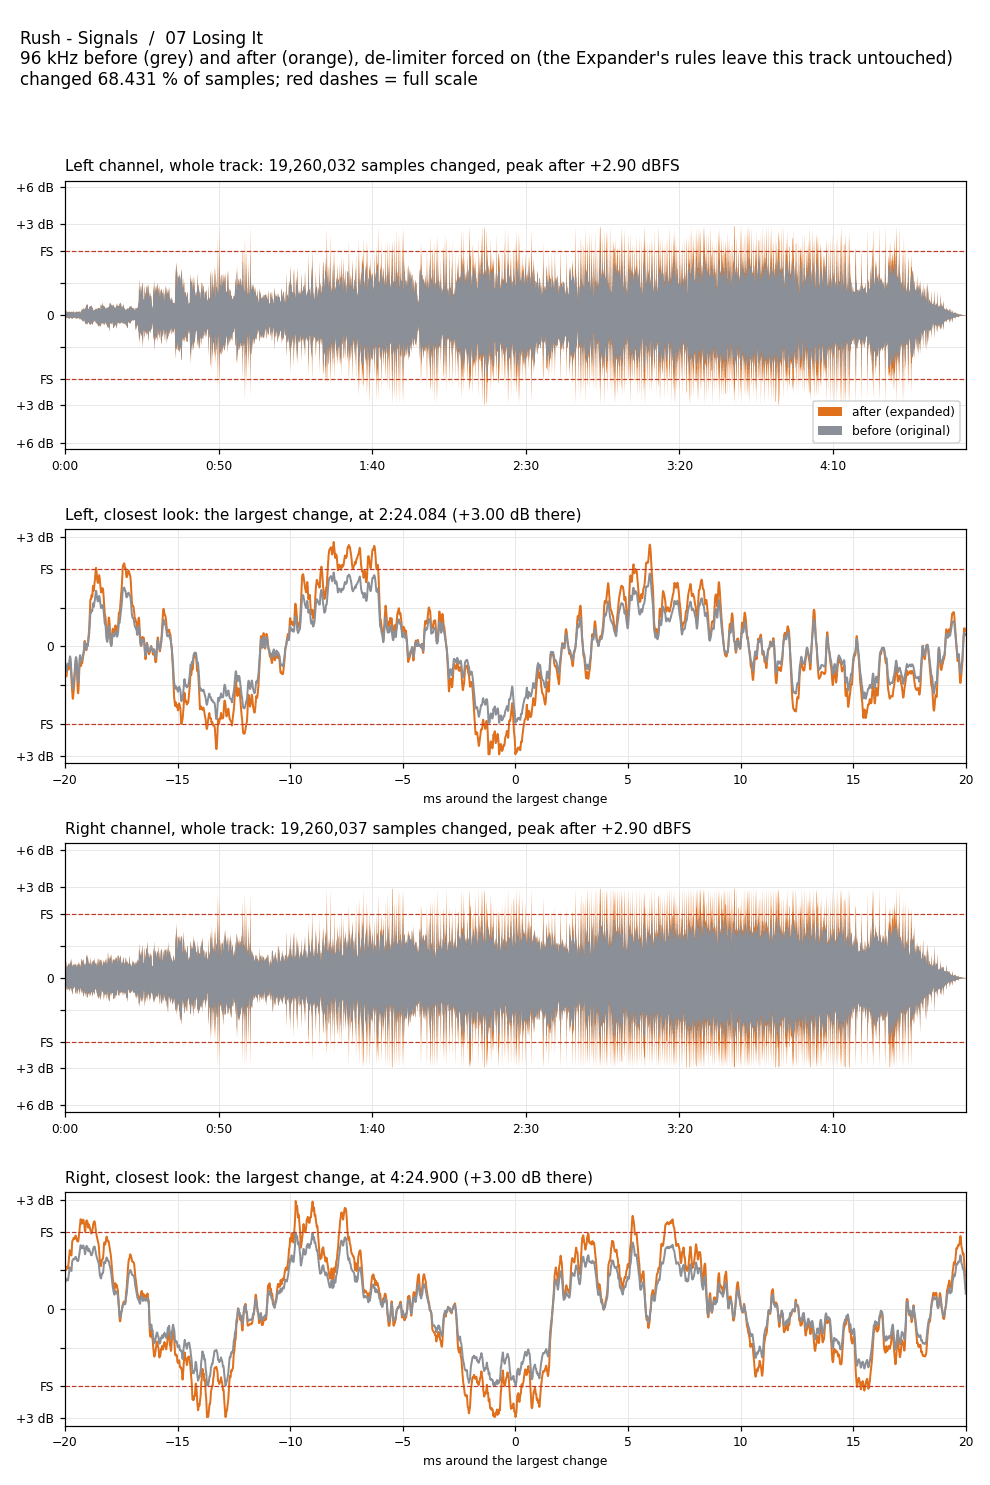 Rush - Signals  /  07 Losing It
96 kHz before (grey) and after (orange), de-limiter forced on (the Expander's rules leave this track untouched)
changed 68.431 % of samples; red dashes = full scale
Left channel, whole track: 19,260,032 samples changed, peak after +2.90 dBFS
+6 dB
+3 dB
FS
0
FS
+3 dB
+6 dB
after (expanded)
before (original)
0:00 0:50 1:40 2:30 3:20 4:10
Left, closest look: the largest change, at 2:24.084 (+3.00 dB there)
+3 dB
FS
0
FS
+3 dB
−20 −15 −10 −5 0 5 10 15 20
ms around the largest change
Right channel, whole track: 19,260,037 samples changed, peak after +2.90 dBFS
+6 dB
+3 dB
FS
0
FS
+3 dB
+6 dB
0:00 0:50 1:40 2:30 3:20 4:10
Right, closest look: the largest change, at 4:24.900 (+3.00 dB there)
+3 dB
FS
0
FS
+3 dB
−20 −15 −10 −5 0 5 10 15 20
ms around the largest change